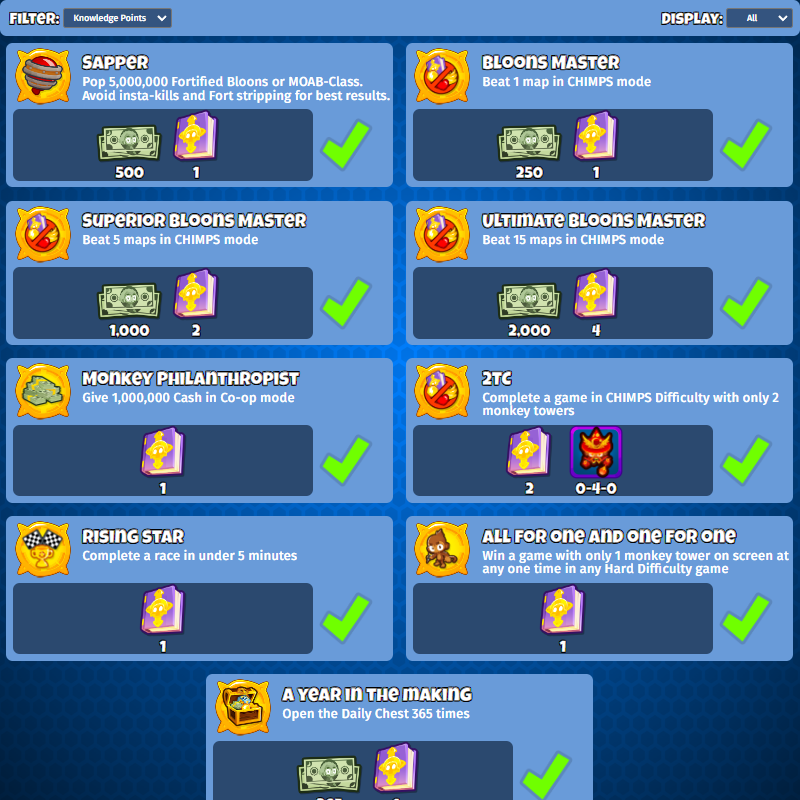 FILTER: Knowledge Points
DISPLAY: All
SAPPER
Pop 5,000,000 Fortified Bloons or MOAB-Class.
Avoid insta-kills and Fort stripping for best results.
500 1
BLOONS MASTER
Beat 1 map in CHIMPS mode
250 1
SUPERIOR BLOONS MASTER
Beat 5 maps in CHIMPS mode
1,000 2
ULTIMATE BLOONS MASTER
Beat 15 maps in CHIMPS mode
2,000 4
MONKEY PHILANTHROPIST
Give 1,000,000 Cash in Co-op mode
1
2TC
Complete a game in CHIMPS Difficulty with only 2
monkey towers
2 0-4-0
RISING STAR
Complete a race in under 5 minutes
1
ALL FOR ONE AND ONE FOR ONE
Win a game with only 1 monkey tower on screen at
any one time in any Hard Difficulty game
1
A YEAR IN THE MAKING
Open the Daily Chest 365 times